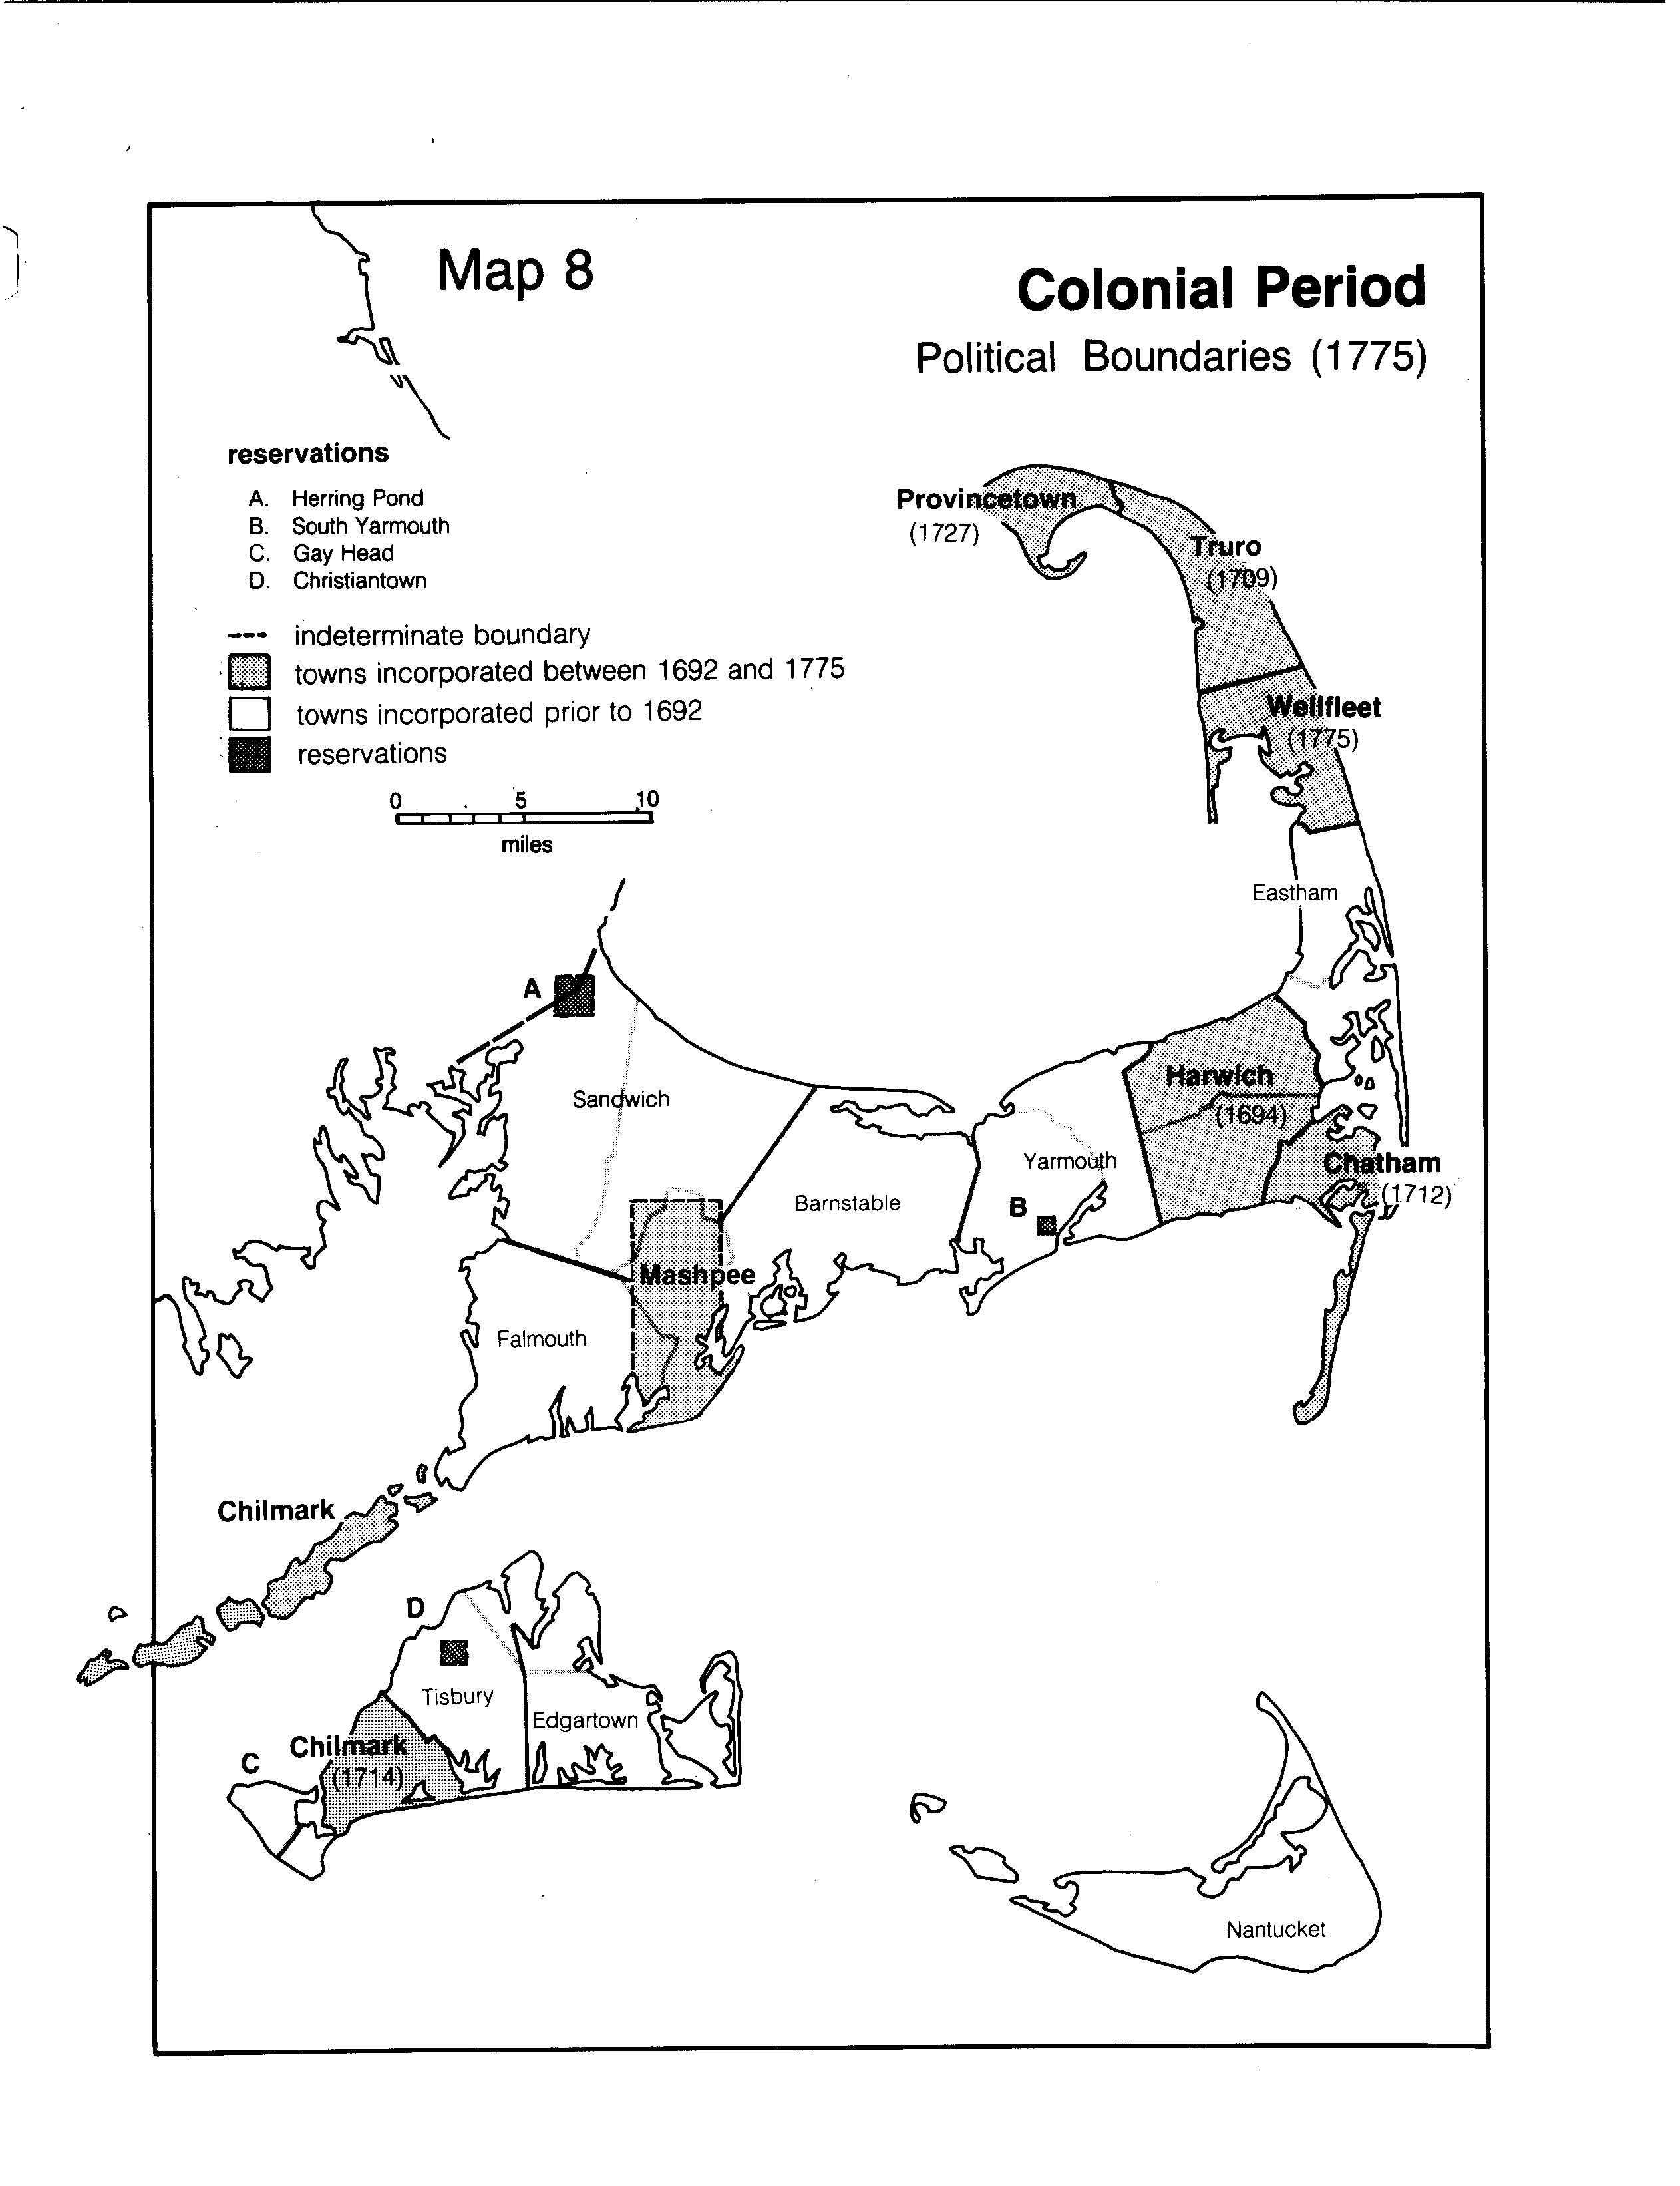 Map 8
Colonial Period
Political Boundaries (1775)
reservations
A. Herring Pond
B. South Yarmouth
C. Gay Head
D. Christiantown
indeterminate boundary
towns incorporated between 1692 and 1775
towns incorporated prior to 1692
reservations
0 5 10
miles
Provincetown
(1727)
Truro
(1709)
Wellfleet
(1775)
Eastham
A
Sandwich
Harwich
(1694)
Yarmouth
Chatham
(1712)
Barnstable
B
Mashpee
Falmouth
Chilmark
D
Tisbury
Edgartown
Chilmark
(1714)
C
Nantucket